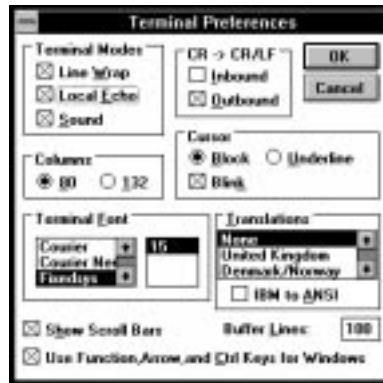 Terminal Preferences
Terminal Modes
Line Wrap
Local Echo
Sound
CR -> CR/LF
Inbound
Outbound
OK
Cancel
Columns
80 132
Cursor
Block Underline
Blink
Terminal Font
Courier
Courier New
Fixedsys
15
Translations
None
United Kingdom
Denmark/Norway
IBM to ANSI
Show Scroll Bars
Buffer Lines: 100
Use Function,Arrow,and Ctrl Keys for Windows